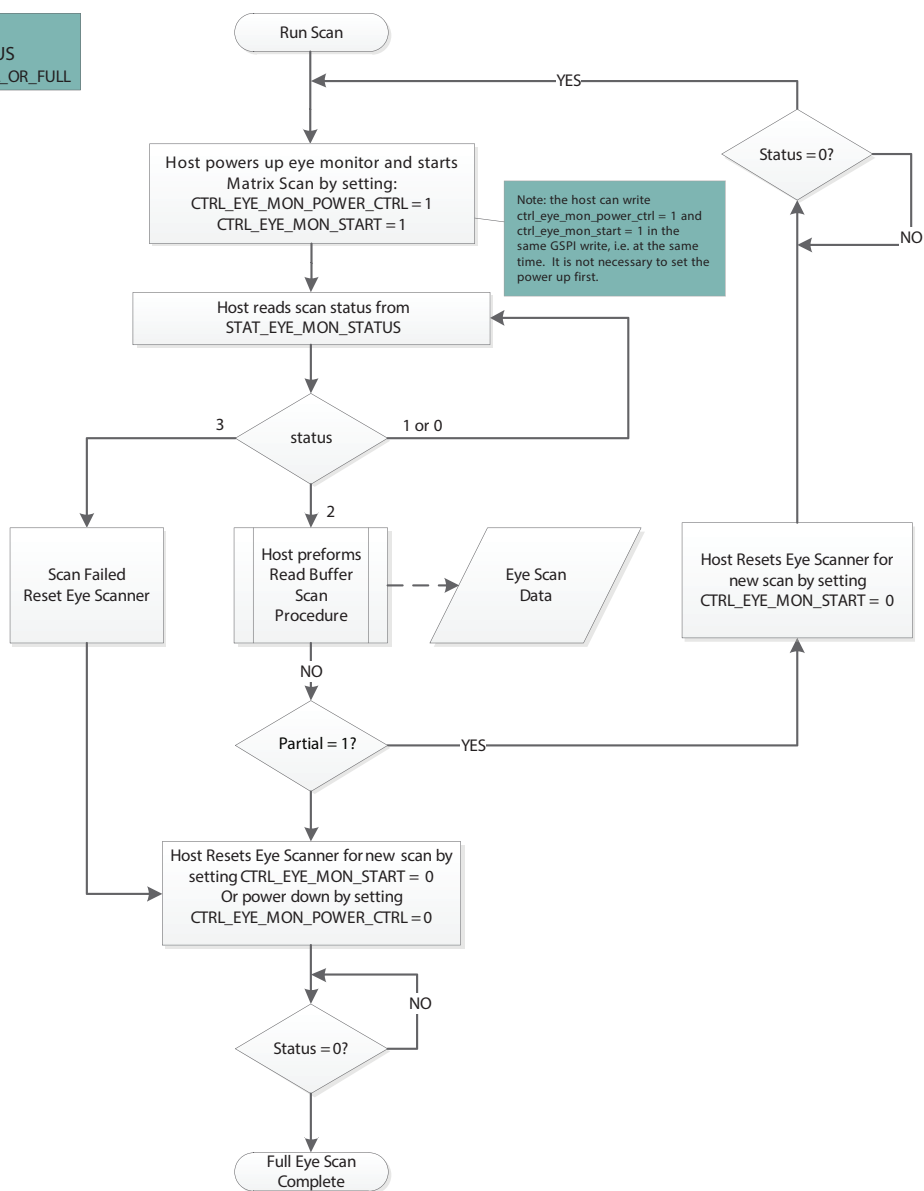 US
_OR_FULL
Run Scan
YES
Status = 0?
NO
Host powers up eye monitor and starts
Matrix Scan by setting:
CTRL_EYE_MON_POWER_CTRL = 1
CTRL_EYE_MON_START = 1
Note: the host can write
ctrl_eye_mon_power_ctrl = 1 and
ctrl_eye_mon_start = 1 in the
same GSPI write, i.e. at the same
time. It is not necessary to set the
power up first.
Host reads scan status from
STAT_EYE_MON_STATUS
3
status
1 or 0
2
Scan Failed
Reset Eye Scanner
Host preforms
Read Buffer
Scan
Procedure
Eye Scan
Data
Host Resets Eye Scanner for
new scan by setting
CTRL_EYE_MON_START = 0
NO
Partial = 1?
YES
Host Resets Eye Scanner for new scan by
setting CTRL_EYE_MON_START = 0
Or power down by setting
CTRL_EYE_MON_POWER_CTRL = 0
NO
Status = 0?
Full Eye Scan
Complete